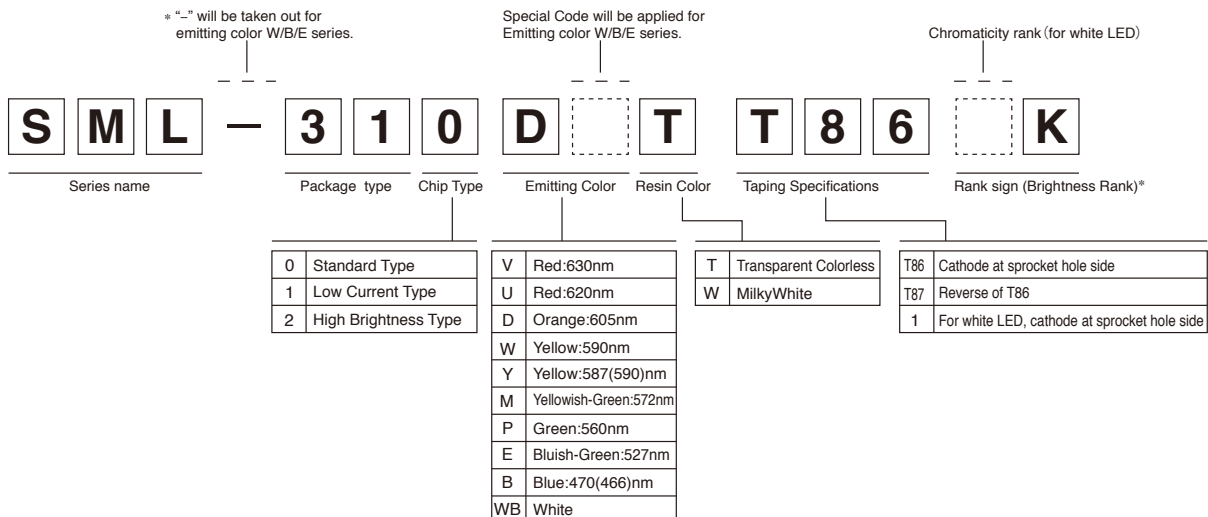 * “–” will be taken out for
emitting color W/B/E series.
Special Code will be applied for
Emitting color W/B/E series.
Chromaticity rank（for white LED）
S M L – 3 1 0 D T T 8 6 K
Series name
Package type
Chip Type
Emitting Color
Resin Color
Taping Specifications
Rank sign (Brightness Rank)*
0 Standard Type
1 Low Current Type
2 High Brightness Type
V Red:630nm
U Red:620nm
D Orange:605nm
W Yellow:590nm
Y Yellow:587(590)nm
M Yellowish-Green:572nm
P Green:560nm
E Bluish-Green:527nm
B Blue:470(466)nm
WB White
T Transparent Colorless
W MilkyWhite
T86 Cathode at sprocket hole side
T87 Reverse of T86
1 For white LED, cathode at sprocket hole side